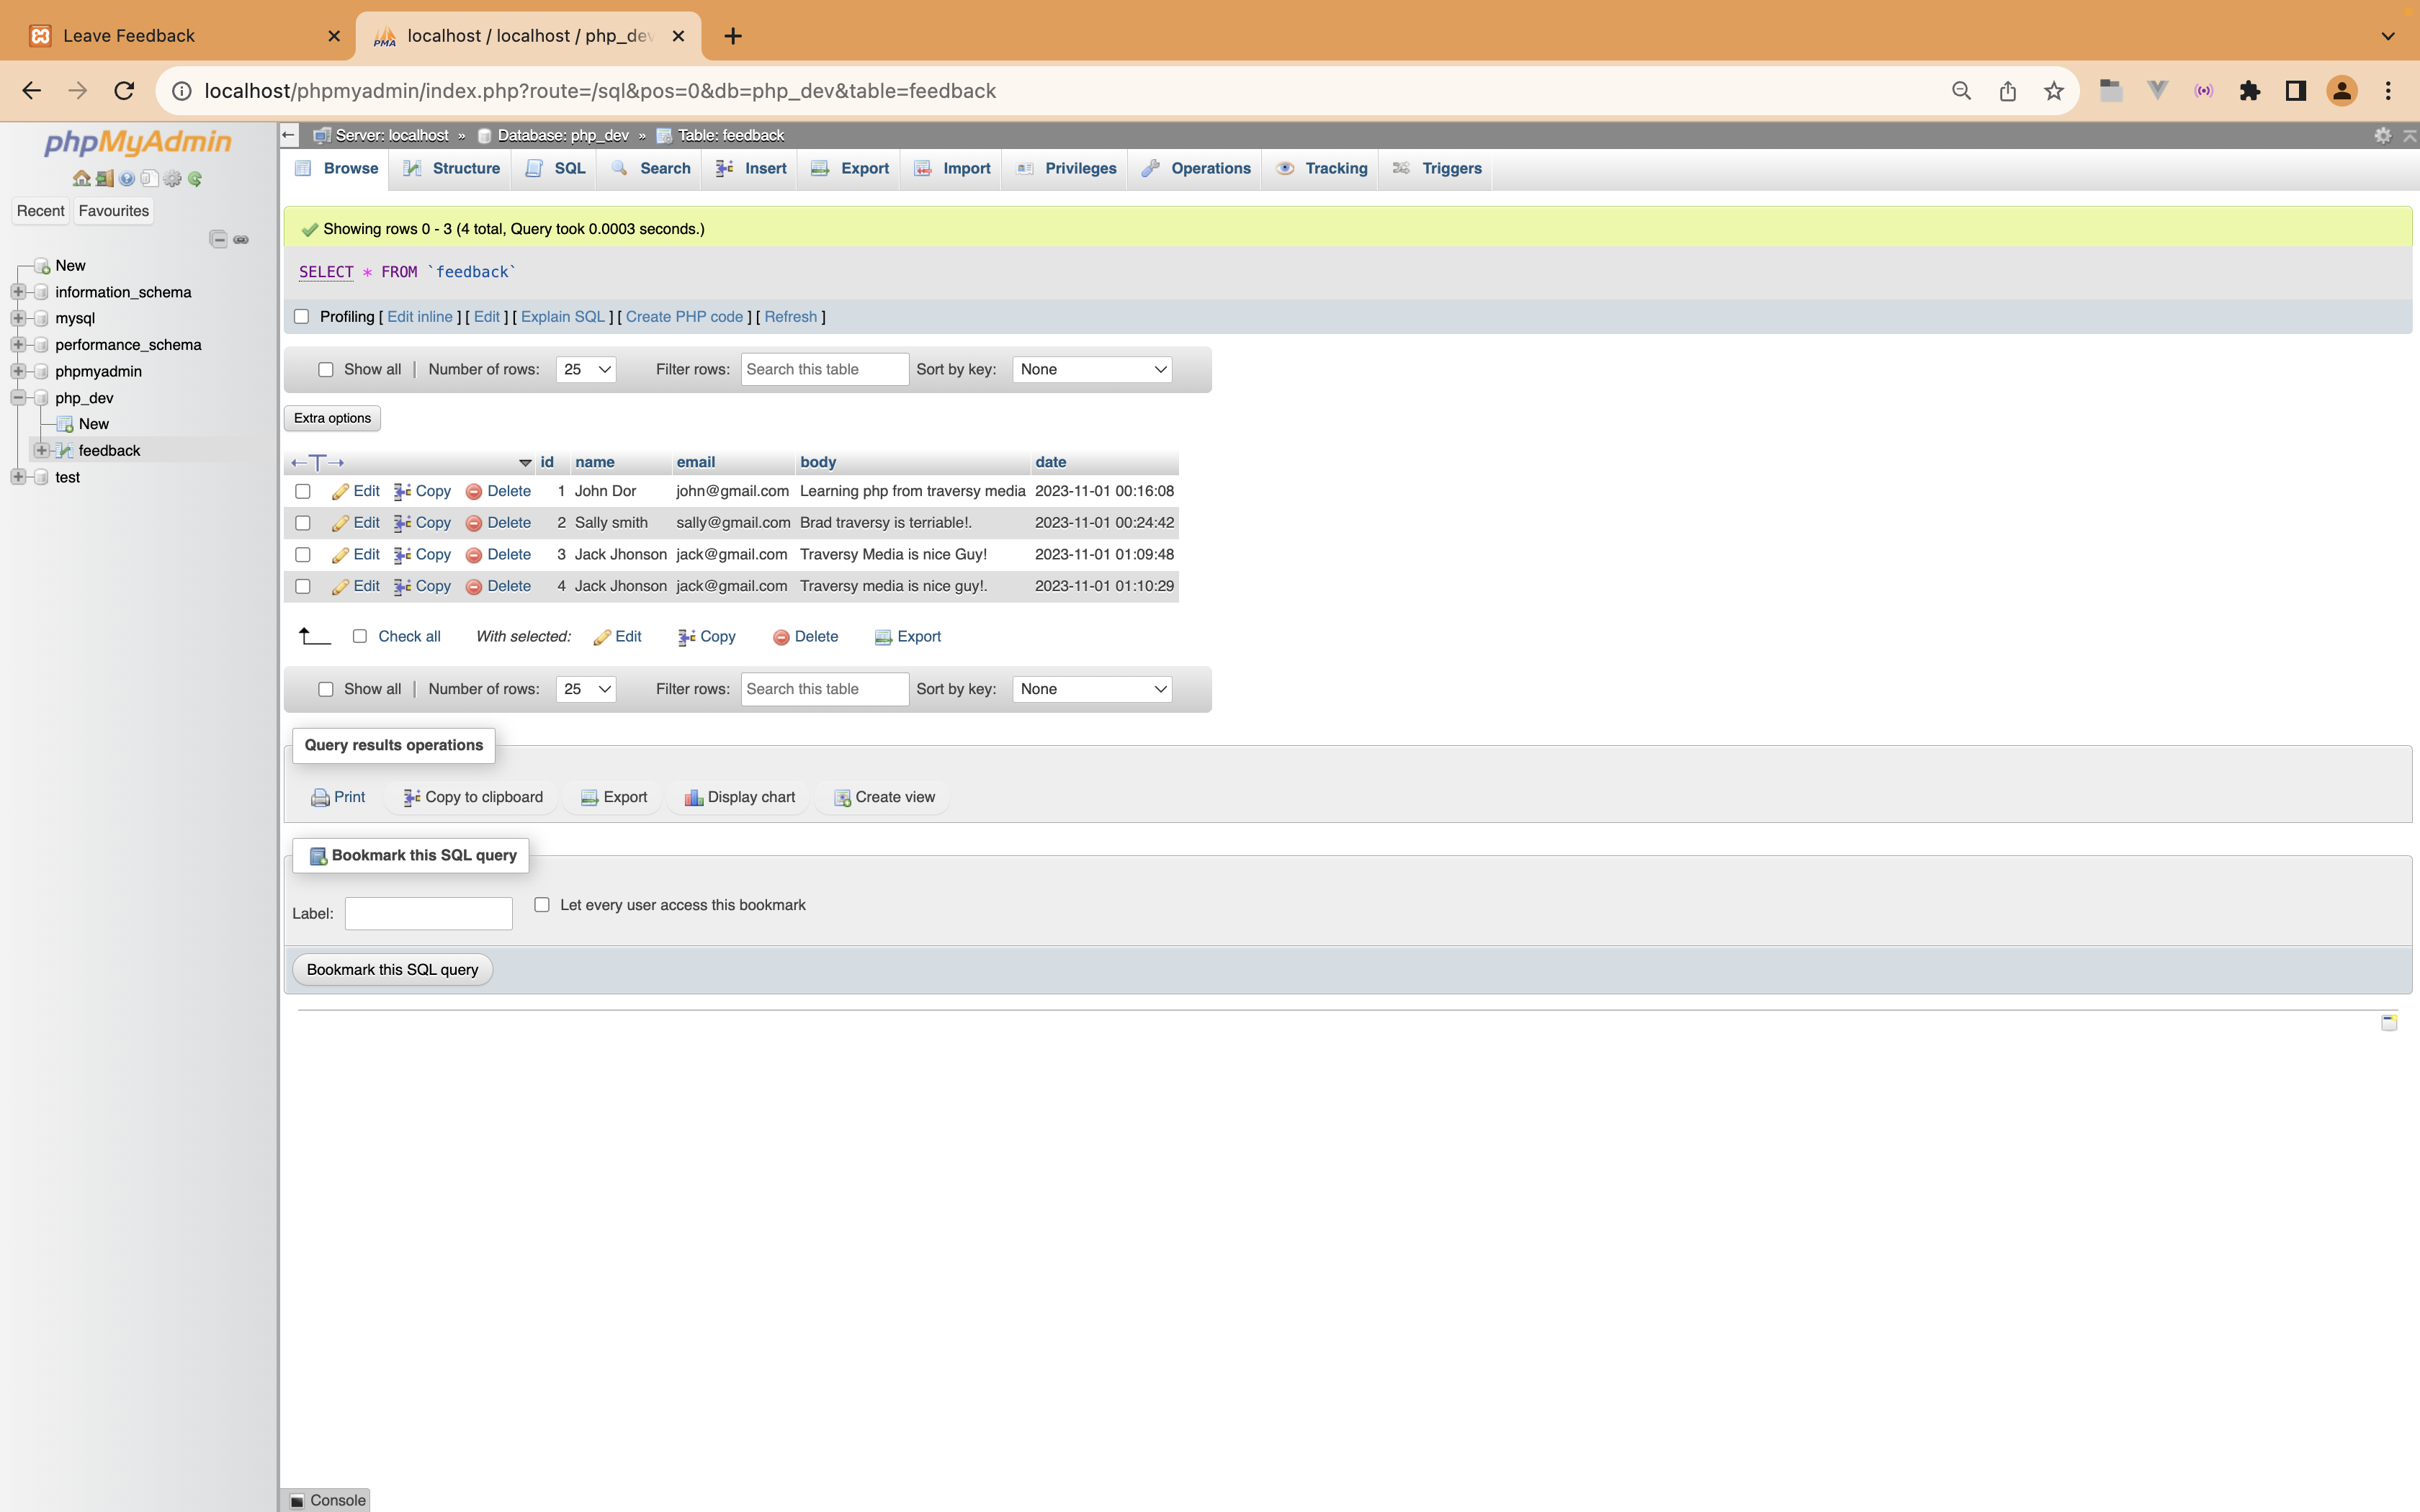 Leave Feedback
localhost / localhost / php_dev
localhost/phpmyadmin/index.php?route=/sql&pos=0&db=php_dev&table=feedback
phpMyAdmin
Recent Favourites
New
information_schema
mysql
performance_schema
phpmyadmin
php_dev
New
feedback
test
Server: localhost » Database: php_dev » Table: feedback
Browse Structure SQL Search Insert Export Import Privileges Operations Tracking Triggers
Showing rows 0 - 3 (4 total, Query took 0.0003 seconds.)
SELECT * FROM `feedback`
Profiling [ Edit inline ] [ Edit ] [ Explain SQL ] [ Create PHP code ] [ Refresh ]
Show all | Number of rows: 25 Filter rows: Search this table Sort by key: None
Extra options
←T→ id name email body date
Edit Copy Delete 1 John Dor john@gmail.com Learning php from traversy media 2023-11-01 00:16:08
Edit Copy Delete 2 Sally smith sally@gmail.com Brad traversy is terriable!. 2023-11-01 00:24:42
Edit Copy Delete 3 Jack Jhonson jack@gmail.com Traversy Media is nice Guy! 2023-11-01 01:09:48
Edit Copy Delete 4 Jack Jhonson jack@gmail.com Traversy media is nice guy!. 2023-11-01 01:10:29
Check all With selected: Edit Copy Delete Export
Show all | Number of rows: 25 Filter rows: Search this table Sort by key: None
Query results operations
Print Copy to clipboard Export Display chart Create view
Bookmark this SQL query
Label: Let every user access this bookmark
Bookmark this SQL query
Console